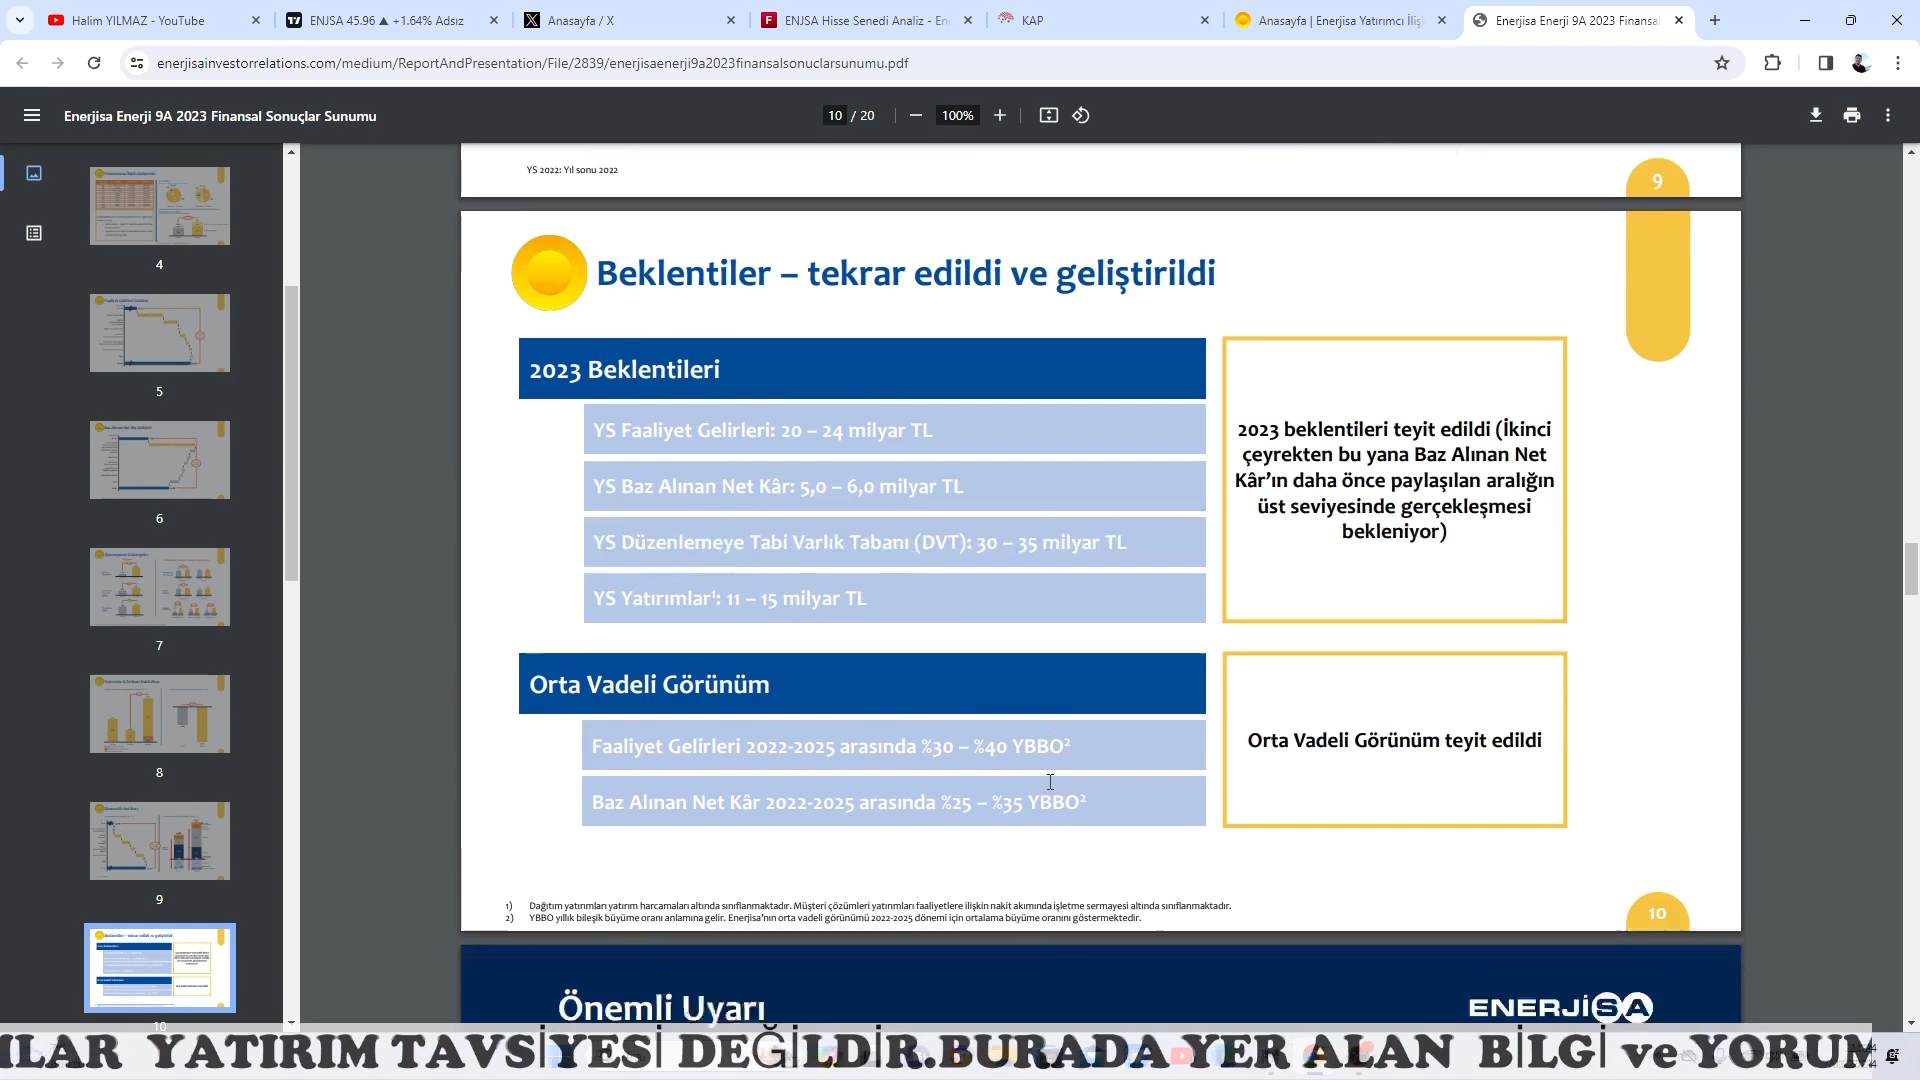 Halim YILMAZ - YouTube
ENJSA 45.96 ▲ +1.64% Adsız
Anasayfa / X
ENJSA Hisse Senedi Analiz - En
KAP
Anasayfa | Enerjisa Yatırımcı İliş
Enerjisa Enerji 9A 2023 Finansa
enerjisainvestorrelations.com/medium/ReportAndPresentation/File/2839/enerjisaenerji9a2023finansalsonuclarsunumu.pdf
Enerjisa Enerji 9A 2023 Finansal Sonuçlar Sunumu
10 / 20
100%
4
5
6
7
8
9
10
YS 2022: Yıl sonu 2022
9
Beklentiler – tekrar edildi ve geliştirildi
2023 Beklentileri
YS Faaliyet Gelirleri: 20 – 24 milyar TL
YS Baz Alınan Net Kâr: 5,0 – 6,0 milyar TL
YS Düzenlemeye Tabi Varlık Tabanı (DVT): 30 – 35 milyar TL
YS Yatırımlar¹: 11 – 15 milyar TL
2023 beklentileri teyit edildi (İkinci
çeyrekten bu yana Baz Alınan Net
Kâr’ın daha önce paylaşılan aralığın
üst seviyesinde gerçekleşmesi
bekleniyor)
Orta Vadeli Görünüm
Faaliyet Gelirleri 2022-2025 arasında %30 – %40 YBBO²
Baz Alınan Net Kâr 2022-2025 arasında %25 – %35 YBBO²
Orta Vadeli Görünüm teyit edildi
1) Dağıtım yatırımları yatırım harcamaları altında sınıflanmaktadır. Müşteri çözümleri yatırımları faaliyetlere ilişkin nakit akımında işletme sermayesi altında sınıflanmaktadır.
2) YBBO yıllık bileşik büyüme oranı anlamına gelir. Enerjisa’nın orta vadeli görünümü 2022-2025 dönemi için ortalama büyüme oranını göstermektedir.
10
Önemli Uyarı
ENERJİSA
MLAR YATIRIM TAVSİYESİ DEĞİLDİR.BURADA YER ALAN BİLGİ ve YORUM